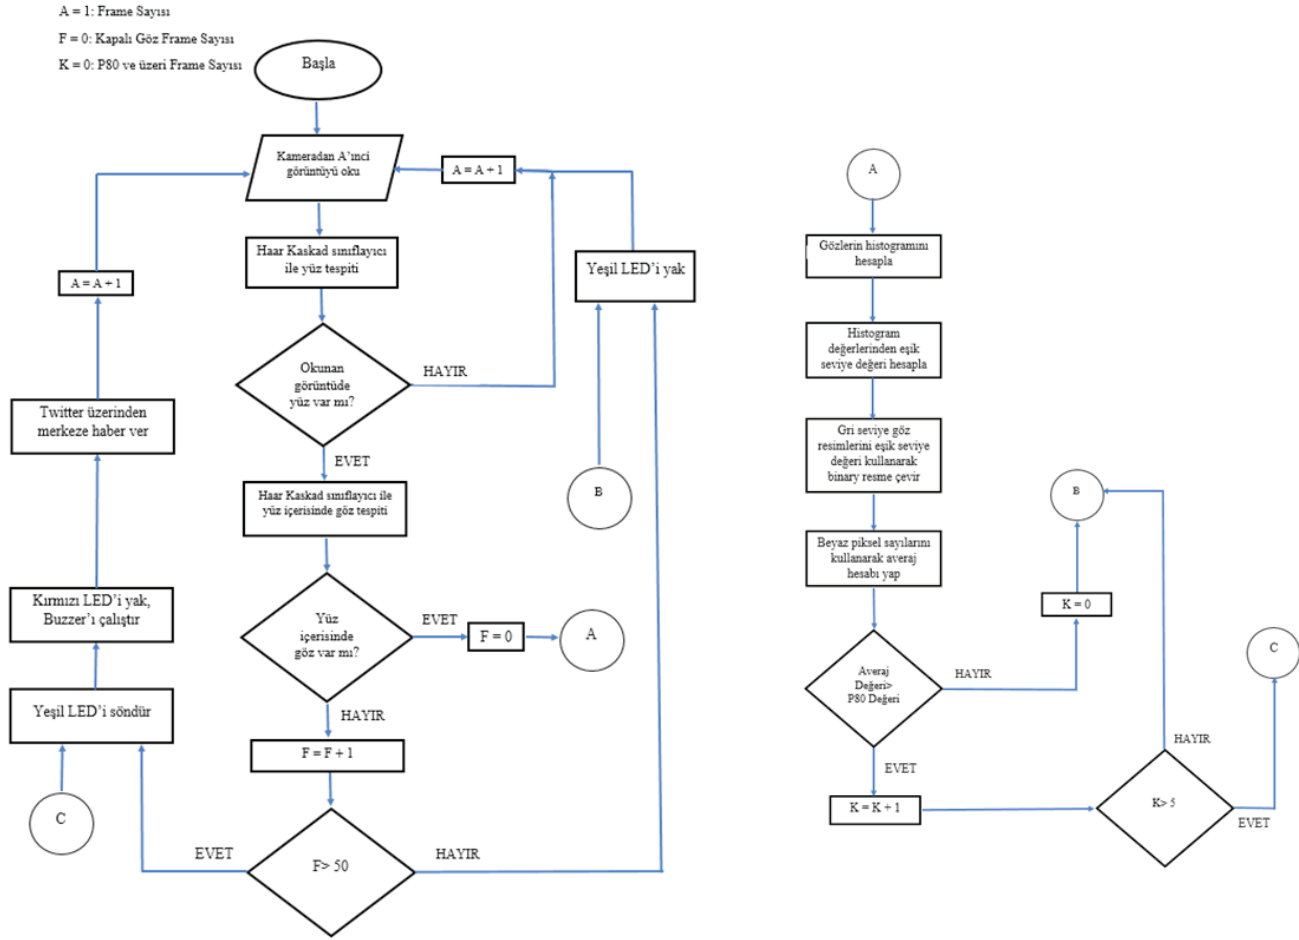 A = 1: Frame Sayısı
F = 0: Kapalı Göz Frame Sayısı
K = 0: P80 ve üzeri Frame Sayısı
Başla
Kameradan A'ıncı
görüntüyü oku
A = A + 1
Haar Kaskad sınıflayıcı
ile yüz tespiti
Yeşil LED'i yak
A = A + 1
Okunan
görüntüde
yüz var mı?
HAYIR
Twitter üzerinden
merkeze haber ver
EVET
B
Haar Kaskad sınıflayıcı ile
yüz içerisinde göz tespiti
Kırmızı LED'i yak,
Buzzer'ı çalıştır
Yüz
içerisinde
göz var mı?
EVET
F = 0
A
Yeşil LED'i söndür
HAYIR
F = F + 1
C
EVET
F> 50
HAYIR
A
Gözlerin histogramını
hesapla
Histogram
değerlerinden eşik
seviye değeri hesapla
Gri seviye göz
resimlerini eşik seviye
değeri kullanarak
binary resme çevir
B
Beyaz piksel sayılarını
kullanarak averaj
hesabı yap
K = 0
C
Averaj
Değeri>
P80 Değeri
HAYIR
EVET
HAYIR
K = K + 1
K> 5
EVET